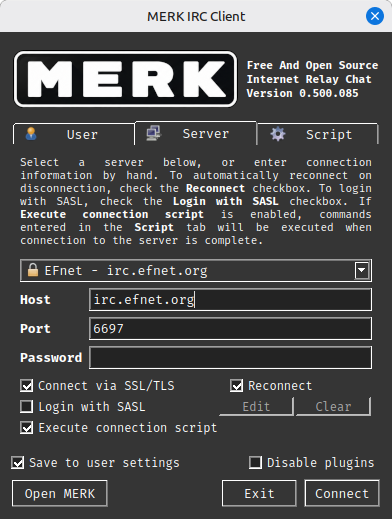 MERK IRC Client
MERK
Free And Open Source
Internet Relay Chat
Version 0.500.085
User
Server
Script
Select a server below, or enter connection
information by hand. To automatically reconnect on
disconnection, check the Reconnect checkbox. To login
with SASL, check the Login with SASL checkbox. If
Execute connection script is enabled, commands
entered in the Script tab will be executed when
connection to the server is complete.
EFnet - irc.efnet.org
Host irc.efnet.org
Port 6697
Password
Connect via SSL/TLS Reconnect
Login with SASL Edit Clear
Execute connection script
Save to user settings Disable plugins
Open MERK Exit Connect